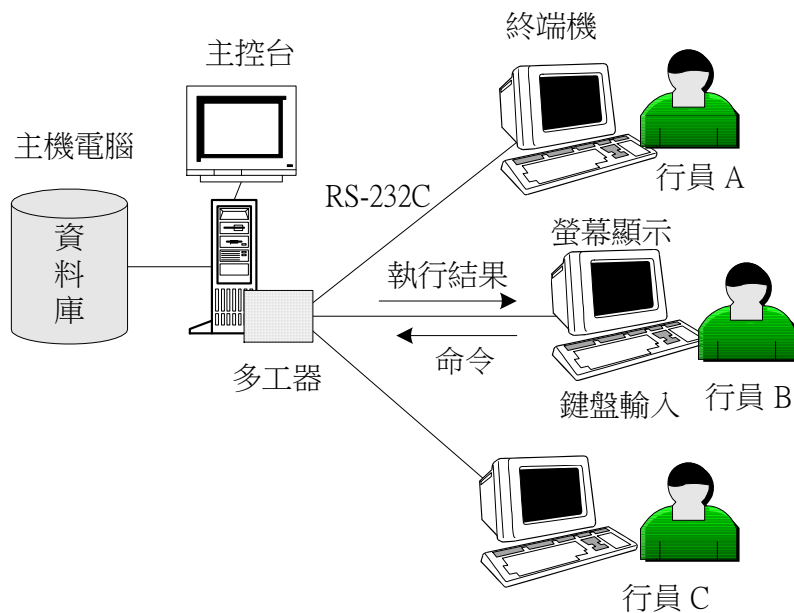 終端機
主控台
主機電腦
資料庫
RS-232C
行員 A
螢幕顯示
執行結果
命令
多工器
鍵盤輸入
行員 B
行員 C